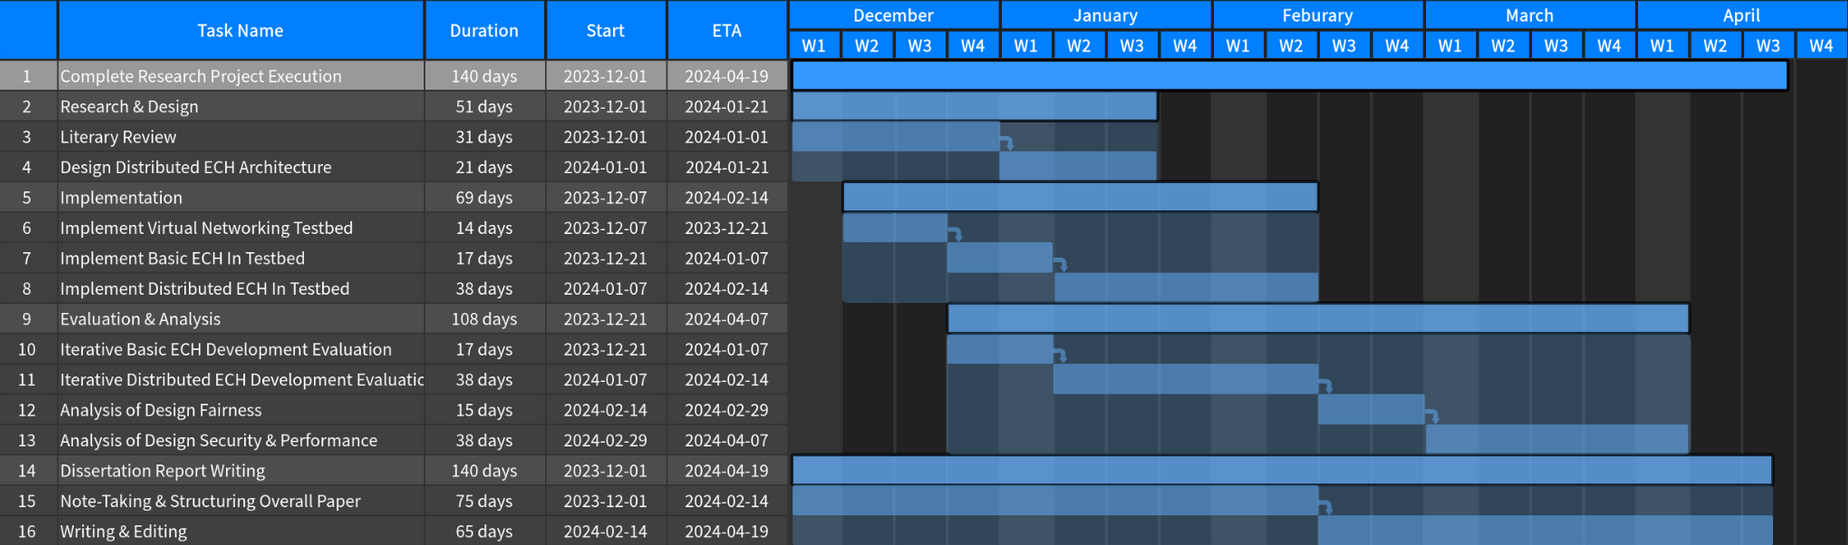 Task Name Duration Start ETA December January Feburary March April
W1 W2 W3 W4 W1 W2 W3 W4 W1 W2 W3 W4 W1 W2 W3 W4 W1 W2 W3 W4
1 Complete Research Project Execution 140 days 2023-12-01 2024-04-19
2 Research & Design 51 days 2023-12-01 2024-01-21
3 Literary Review 31 days 2023-12-01 2024-01-01
4 Design Distributed ECH Architecture 21 days 2024-01-01 2024-01-21
5 Implementation 69 days 2023-12-07 2024-02-14
6 Implement Virtual Networking Testbed 14 days 2023-12-07 2023-12-21
7 Implement Basic ECH In Testbed 17 days 2023-12-21 2024-01-07
8 Implement Distributed ECH In Testbed 38 days 2024-01-07 2024-02-14
9 Evaluation & Analysis 108 days 2023-12-21 2024-04-07
10 Iterative Basic ECH Development Evaluation 17 days 2023-12-21 2024-01-07
11 Iterative Distributed ECH Development Evaluatic 38 days 2024-01-07 2024-02-14
12 Analysis of Design Fairness 15 days 2024-02-14 2024-02-29
13 Analysis of Design Security & Performance 38 days 2024-02-29 2024-04-07
14 Dissertation Report Writing 140 days 2023-12-01 2024-04-19
15 Note-Taking & Structuring Overall Paper 75 days 2023-12-01 2024-02-14
16 Writing & Editing 65 days 2024-02-14 2024-04-19